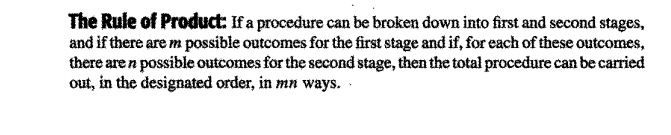 The Rule of Product: If a procedure can be broken down into first and second stages,
and if there are m possible outcomes for the first stage and if, for each of these outcomes,
there are n possible outcomes for the second stage, then the total procedure can be carried
out, in the designated order, in mn ways.